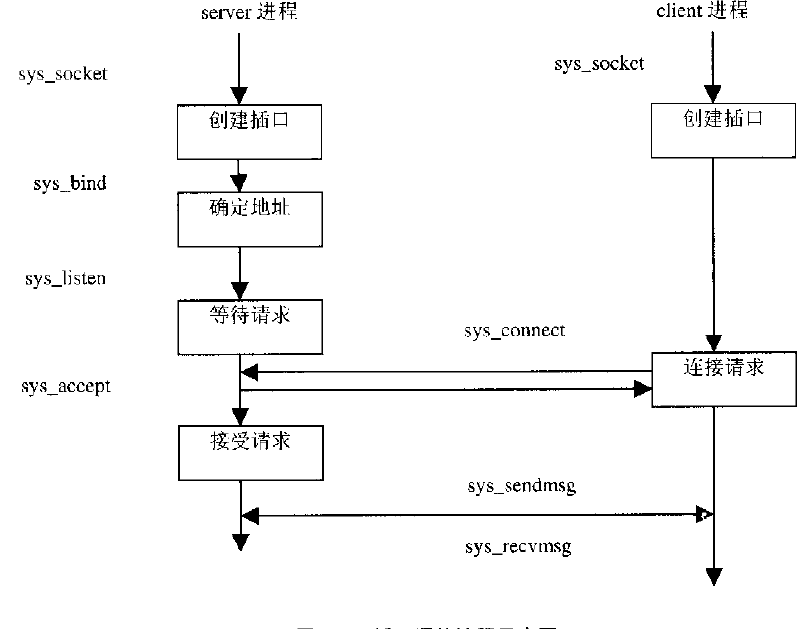 server 进程
client 进程
sys_socket
sys_socket
创建插口
创建插口
sys_bind
确定地址
sys_listen
等待请求
sys_connect
连接请求
sys_accept
接受请求
sys_sendmsg
sys_recvmsg